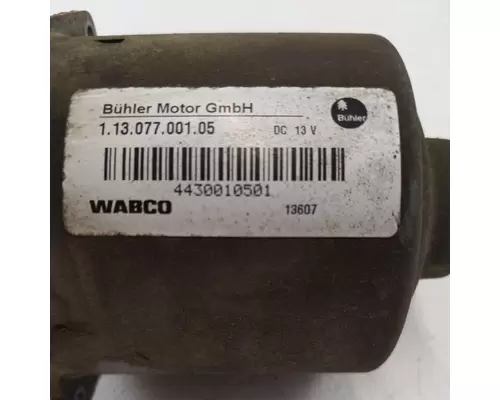 Bühler Motor GmbH
Bühler
1.13.077.001.05 DC 13 V
4430010501
WABCO 13607